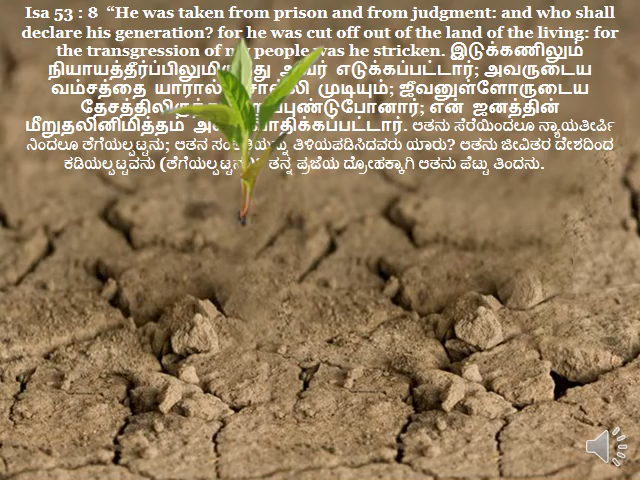 Isa 53 : 8 “He was taken from prison and from judgment: and who shall
declare his generation? for he was cut off out of the land of the living: for
the transgression of my people was he stricken. இடுக்கணிலும்
நியாயத்தீர்ப்பிலுமிருந்து அவர் எடுக்கப்பட்டார்; அவருடைய
வம்சத்தை யாரால் சொல்லி முடியும்; ஜீவனுள்ளோருடைய
தேசத்திலிருந்து அறுப்புண்டுபோனார்; என் ஜனத்தின்
மீறுதலினிமித்தம் வாதிக்கப்பட்டார். ಆತನು ಸೆರೆಯಿಂದಲೂ ನ್ಯಾಯತೀರ್ಪಿ
ನಿಂದಲೂ ತೆಗೆಯಲ್ಪಟ್ಟನು; ಆತನ ತಿಳಿಯಪಡಿಸಿದವರು ಯಾರು? ಆತನು ಜೀವಿತರ ದೇಶದಿಂದ
ಕಡಿಯಲ್ಪಟ್ಟವನು (ತೆಗೆಯಲ್ಪಟ್ಟನು); ತನ್ನ ಪ್ರಜೆಯ ದ್ರೋಹಕ್ಕಾಗಿ ಆತನು ಪೆಟ್ಟು ತಿಂದನು.